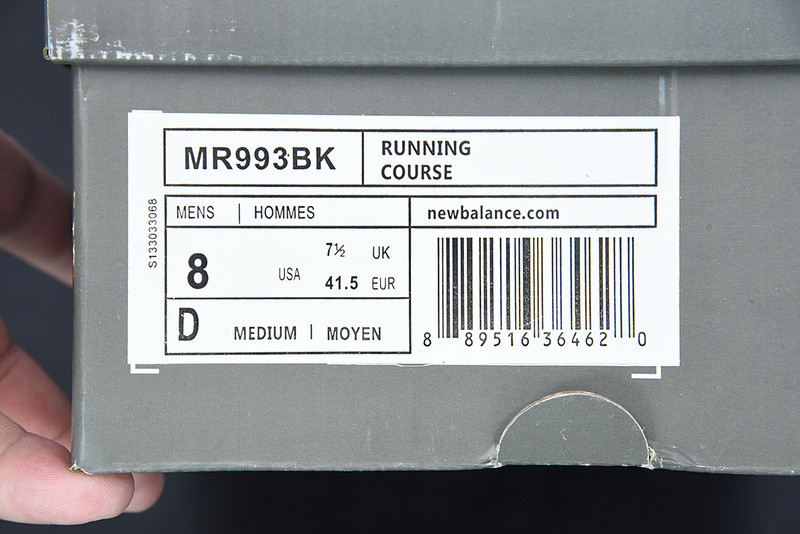 MR993BK
RUNNING
COURSE
S133033068
MENS | HOMMES
newbalance.com
8 USA 7½ UK
41.5 EUR
D MEDIUM | MOYEN
8 89516 36462 0